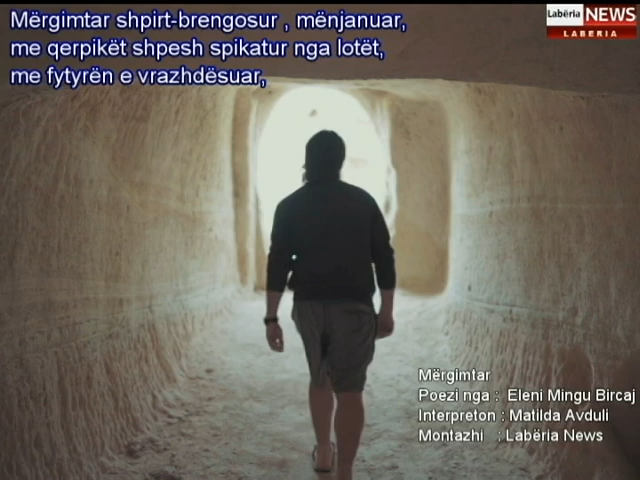 Mërgimtar shpirt-brengosur , mënjanuar,
me qerpikët shpesh spikatur nga lotët,
me fytyrën e vrazhdësuar,
Labëria NEWS
LABERIA
Mërgimtar
Poezi nga : Eleni Mingu Bircaj
Interpreton : Matilda Avduli
Montazhi : Labëria News